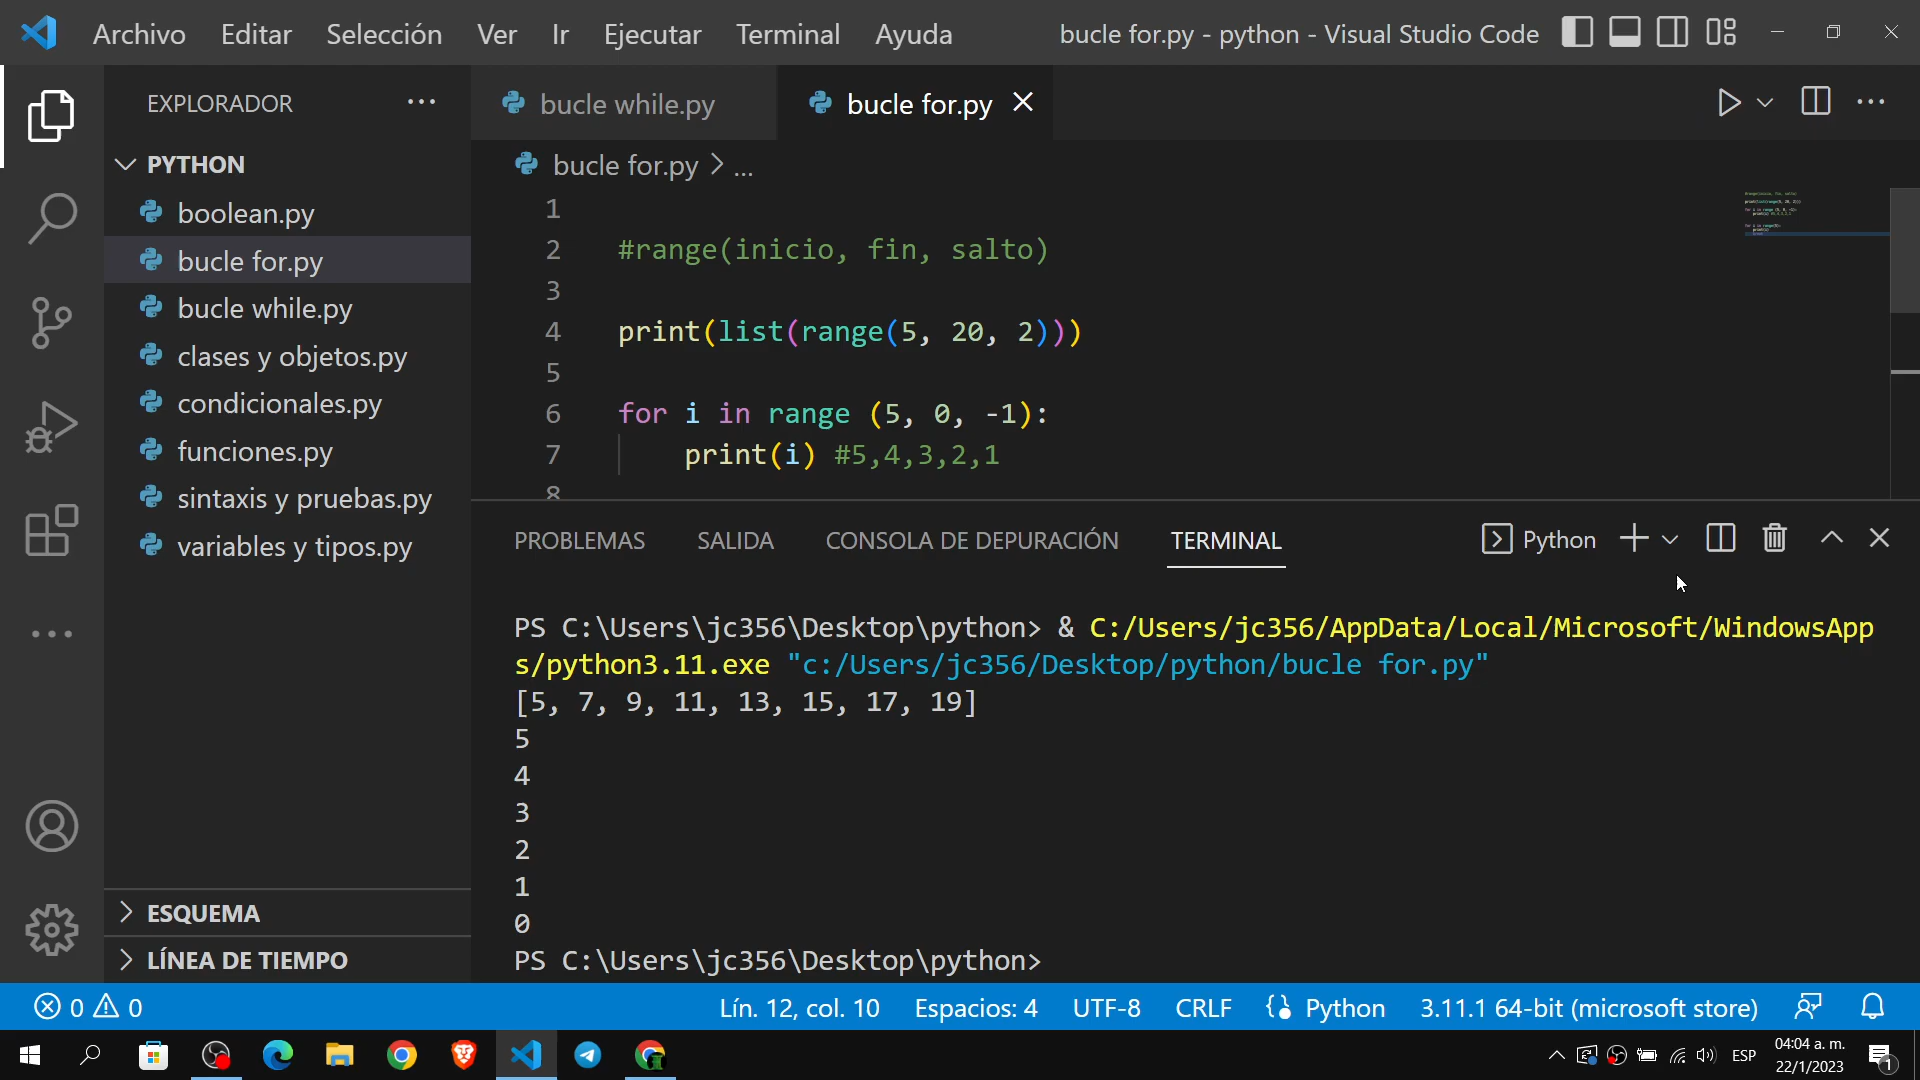 Archivo Editar Selección Ver Ir Ejecutar Terminal Ayuda bucle for.py - python - Visual Studio Code
EXPLORADOR
PYTHON
boolean.py
bucle for.py
bucle while.py
clases y objetos.py
condicionales.py
funciones.py
sintaxis y pruebas.py
variables y tipos.py
ESQUEMA
LÍNEA DE TIEMPO
bucle while.py bucle for.py
bucle for.py > ...
1
2 #range(inicio, fin, salto)
3
4 print(list(range(5, 20, 2)))
5
6 for i in range (5, 0, -1):
7 print(i) #5,4,3,2,1
8
PROBLEMAS SALIDA CONSOLA DE DEPURACIÓN TERMINAL Python
PS C:\Users\jc356\Desktop\python> & C:/Users/jc356/AppData/Local/Microsoft/WindowsApp
s/python3.11.exe "c:/Users/jc356/Desktop/python/bucle for.py"
[5, 7, 9, 11, 13, 15, 17, 19]
5
4
3
2
1
0
PS C:\Users\jc356\Desktop\python>
0 0 Lín. 12, col. 10 Espacios: 4 UTF-8 CRLF Python 3.11.1 64-bit (microsoft store)
ESP 04:04 a. m.
22/1/2023
1